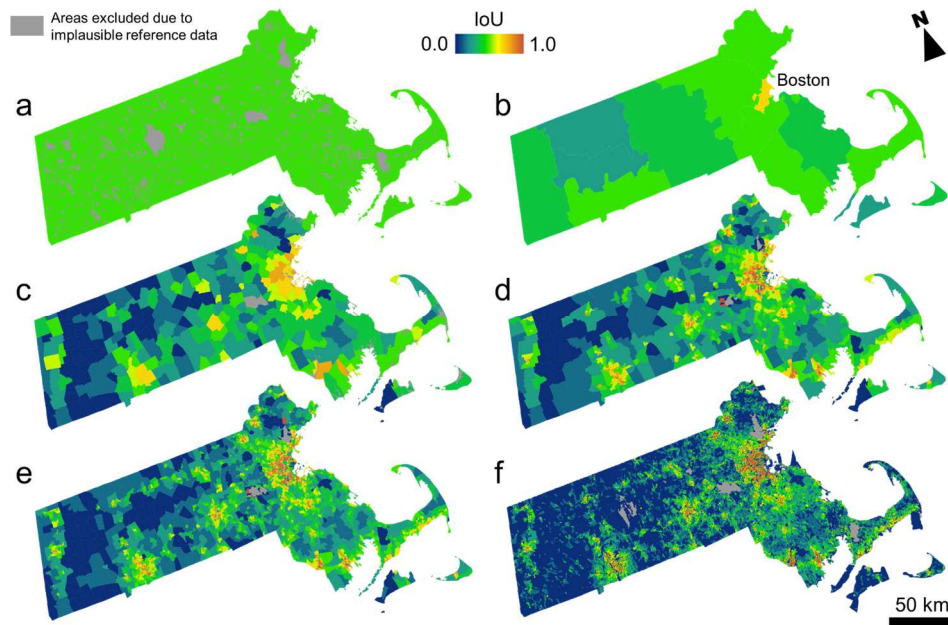 Areas excluded due to
implausible reference data
IoU
0.0 1.0
N
a
b
Boston
c
d
e
f
50 km